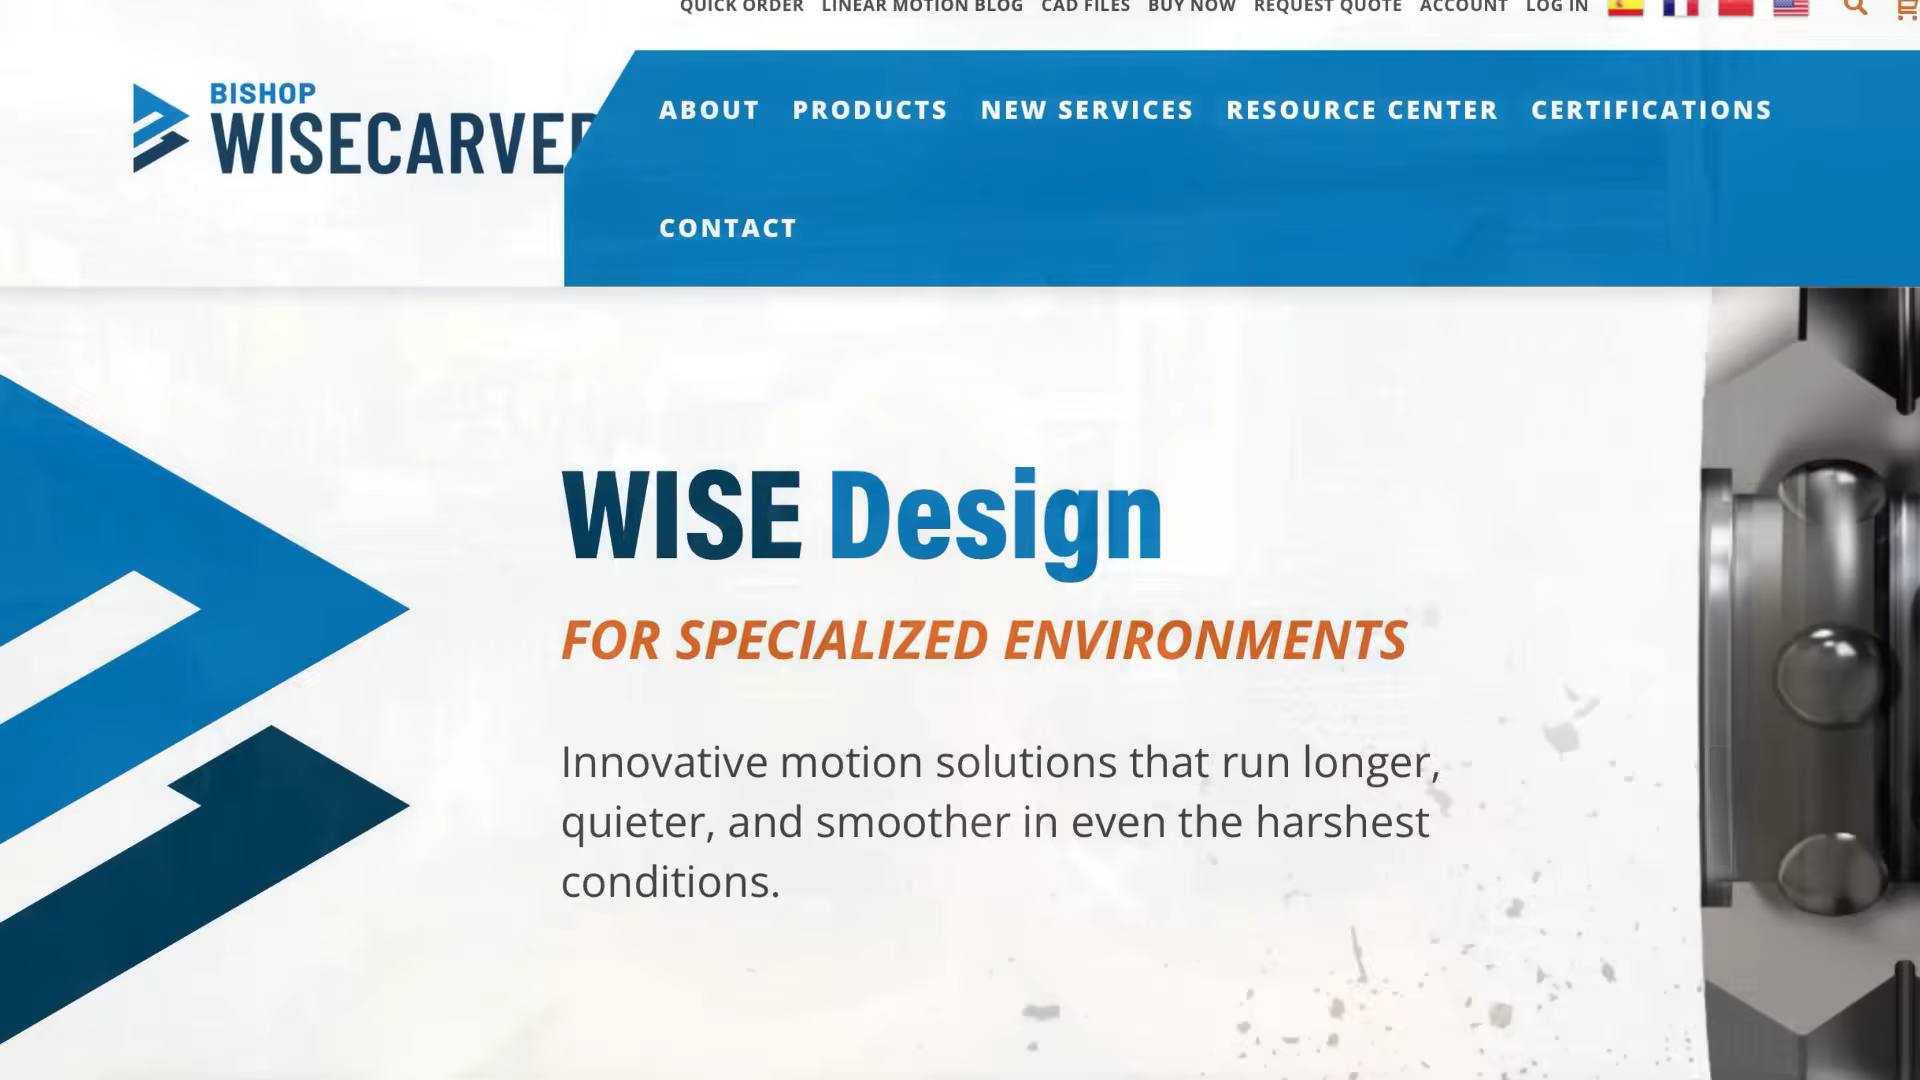 QUICK ORDER LINEAR MOTION BLOG CAD FILES BUY NOW REQUEST QUOTE ACCOUNT LOG IN
BISHOP
WISECARVER
ABOUT PRODUCTS NEW SERVICES RESOURCE CENTER CERTIFICATIONS
CONTACT
WISE Design
FOR SPECIALIZED ENVIRONMENTS
Innovative motion solutions that run longer,
quieter, and smoother in even the harshest
conditions.